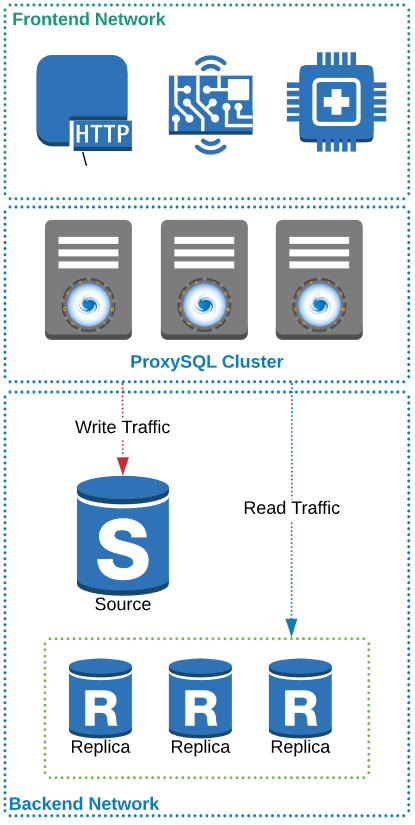 Frontend Network
HTTP
\
ProxySQL Cluster
Write Traffic
Read Traffic
S
Source
R R R
Replica Replica Replica
Backend Network